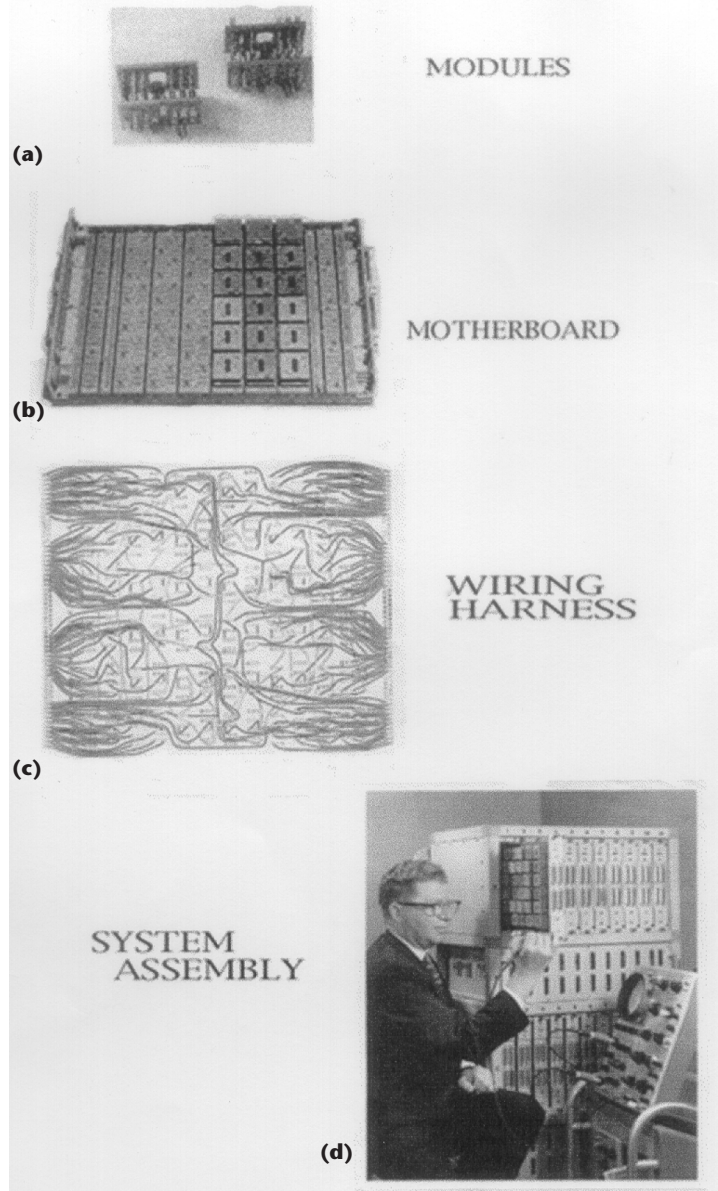 MODULES
(a)
MOTHERBOARD
(b)
WIRING
HARNESS
(c)
SYSTEM
ASSEMBLY
(d)